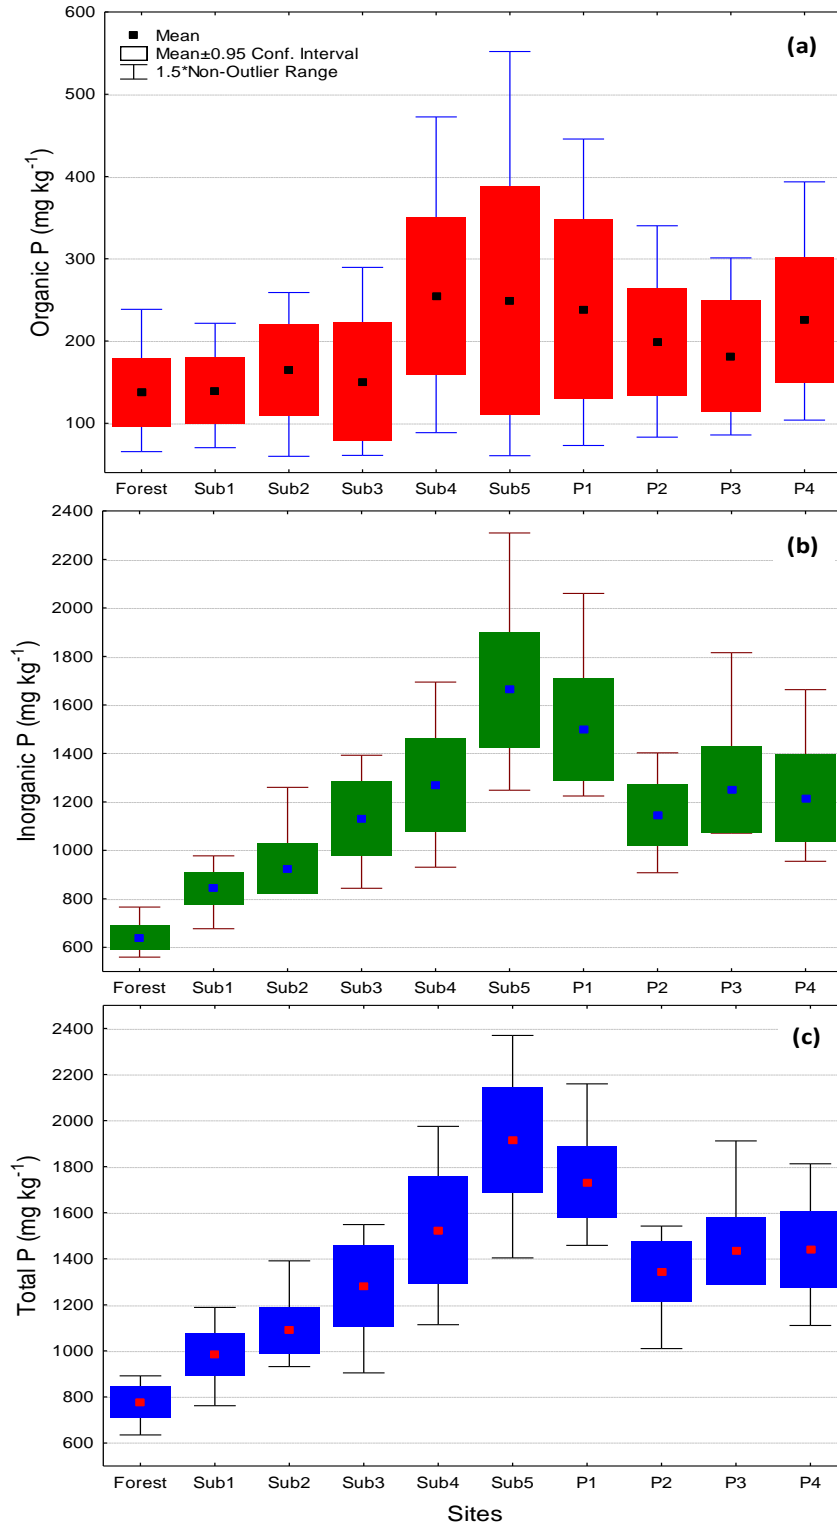 600
(a)
Mean
Mean±0.95 Conf. Interval
1.5*Non-Outlier Range
500
400
300
200
100
Organic P (mg kg-1)
Forest Sub1 Sub2 Sub3 Sub4 Sub5 P1 P2 P3 P4
2400
(b)
2200
2000
1800
1600
1400
1200
1000
800
600
Inorganic P (mg kg-1)
Forest Sub1 Sub2 Sub3 Sub4 Sub5 P1 P2 P3 P4
2400
(c)
2200
2000
1800
1600
1400
1200
1000
800
600
Total P (mg kg-1)
Forest Sub1 Sub2 Sub3 Sub4 Sub5 P1 P2 P3 P4
Sites